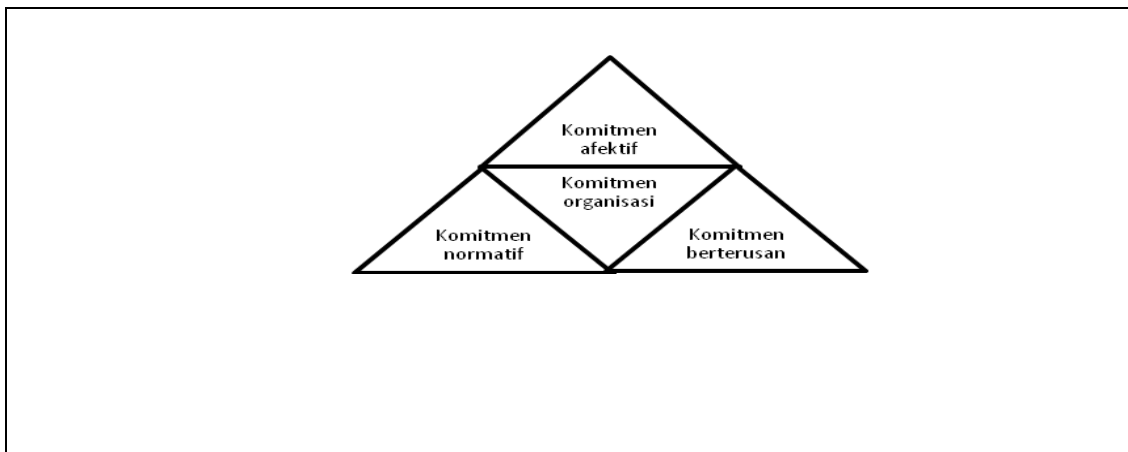 Komitmen
afektif
Komitmen
organisasi
Komitmen
normatif
Komitmen
berterusan